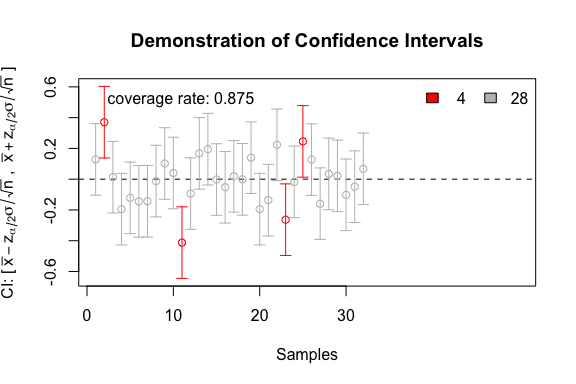 Demonstration of Confidence Intervals
coverage rate: 0.875
4
28
CI: [ x̄ − zα/2σ/√n , x̄ + zα/2σ/√n ]
0.6
0.2
-0.2
-0.6
0 10 20 30
Samples